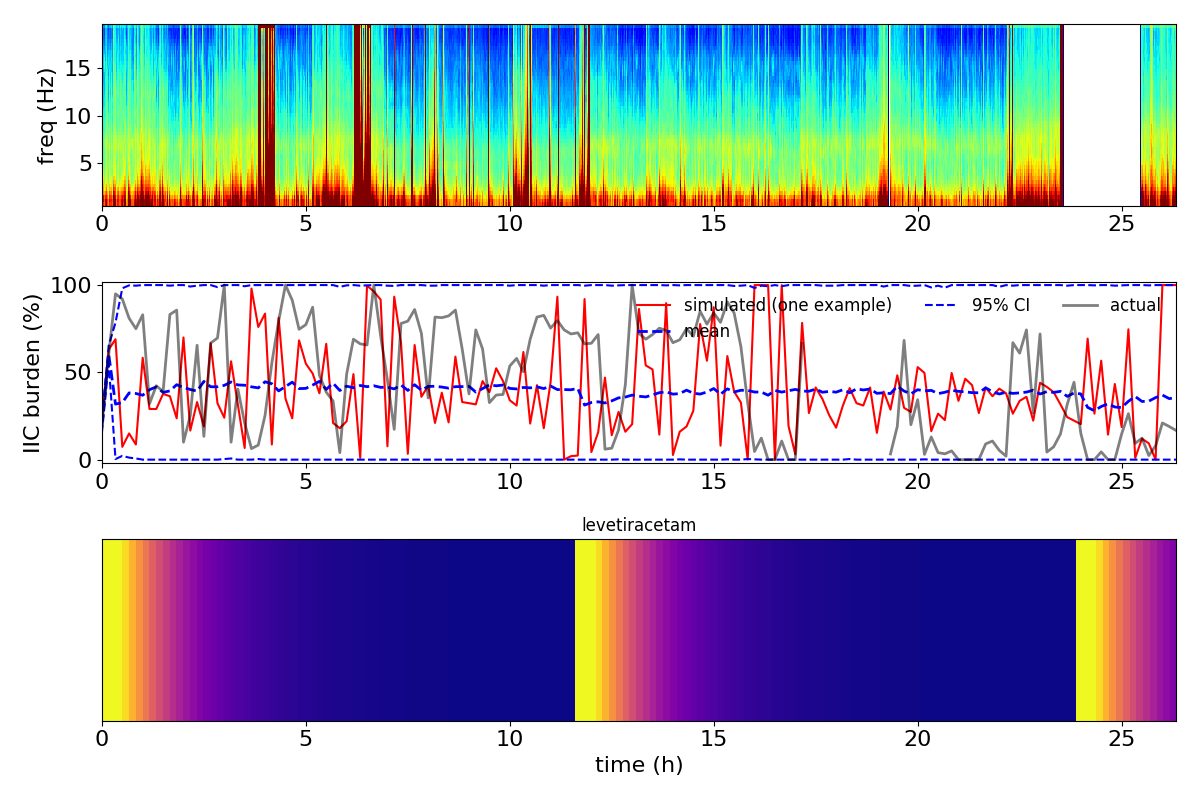 freq (Hz)
15
10
5
0 5 10 15 20 25
IIC burden (%)
100
50
0
simulated (one example) 95% CI actual
mean
0 5 10 15 20 25
levetiracetam
0 5 10 15 20 25
time (h)